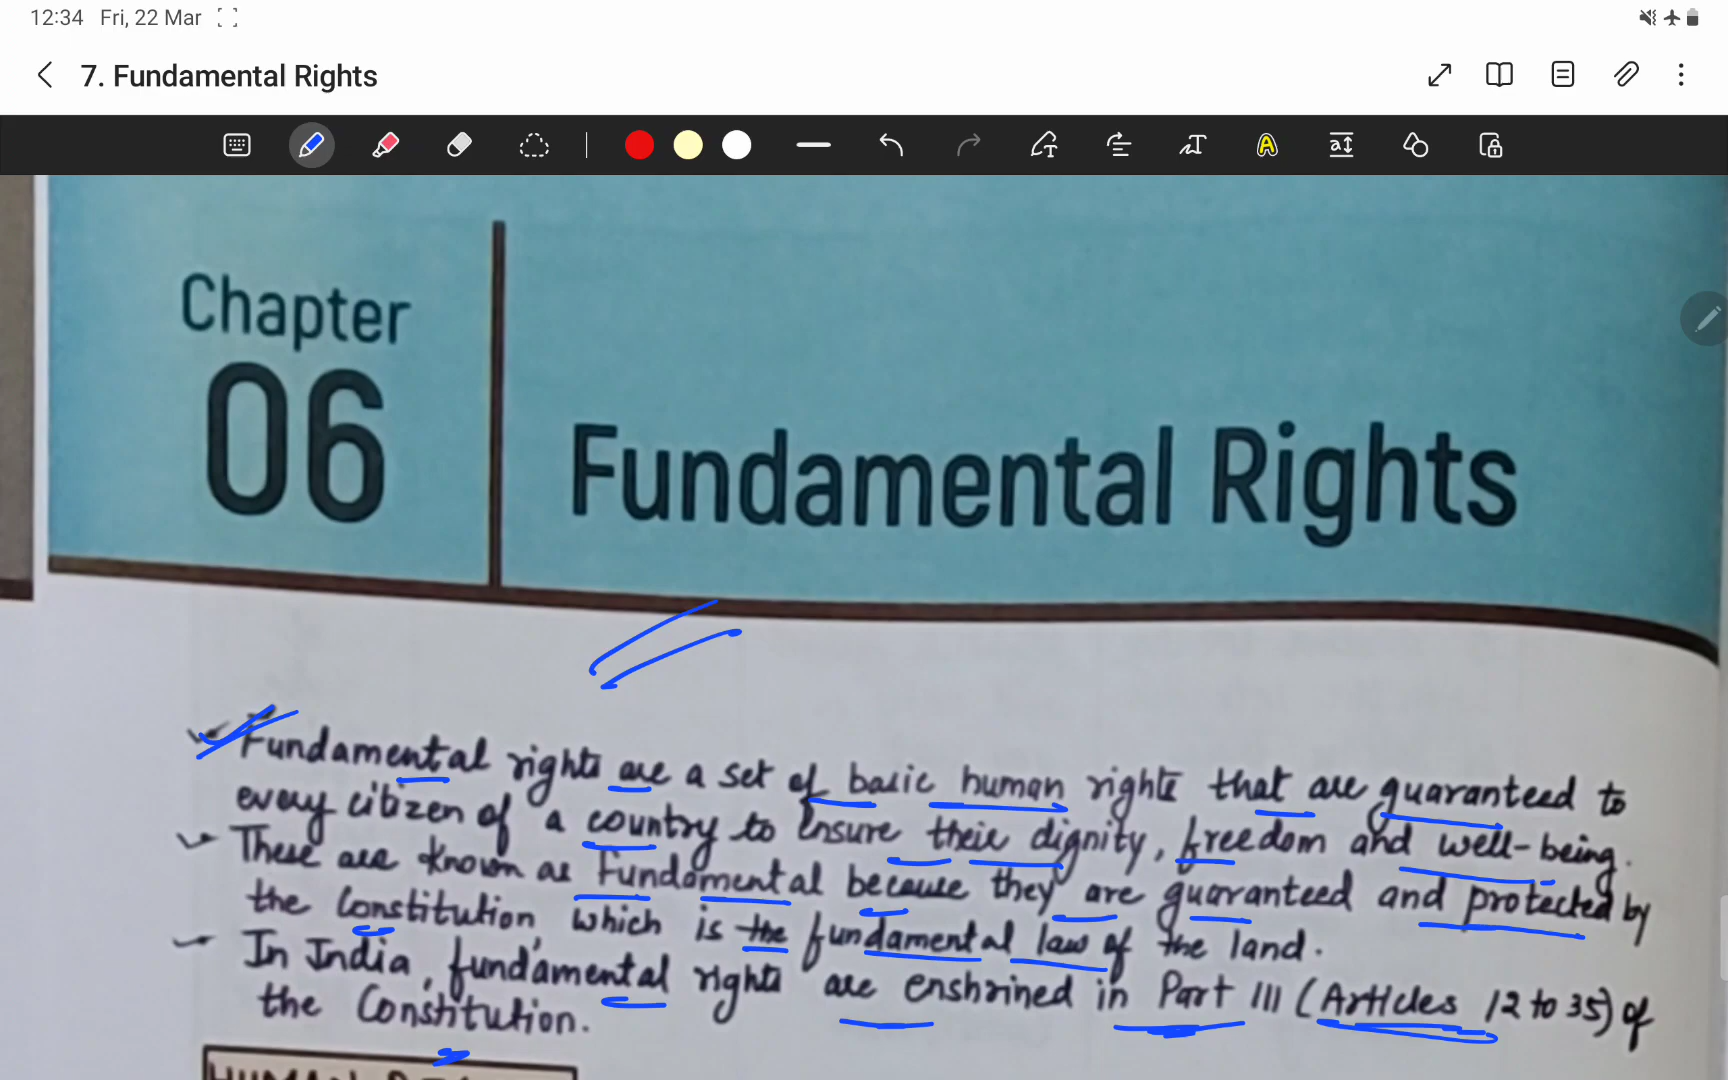 12:34 Fri, 22 Mar
7. Fundamental Rights
Chapter
06
Fundamental Rights
Fundamental rights are a set of basic human rights that are guaranteed to
every citizen of a country to ensure their dignity, freedom and well-being.
These are known as Fundamental because they are guaranteed and protected by
the Constitution, which is the fundamental law of the land.
In India, fundamental rights are enshrined in Part III (Articles 12 to 35) of
the Constitution.
HUMAN